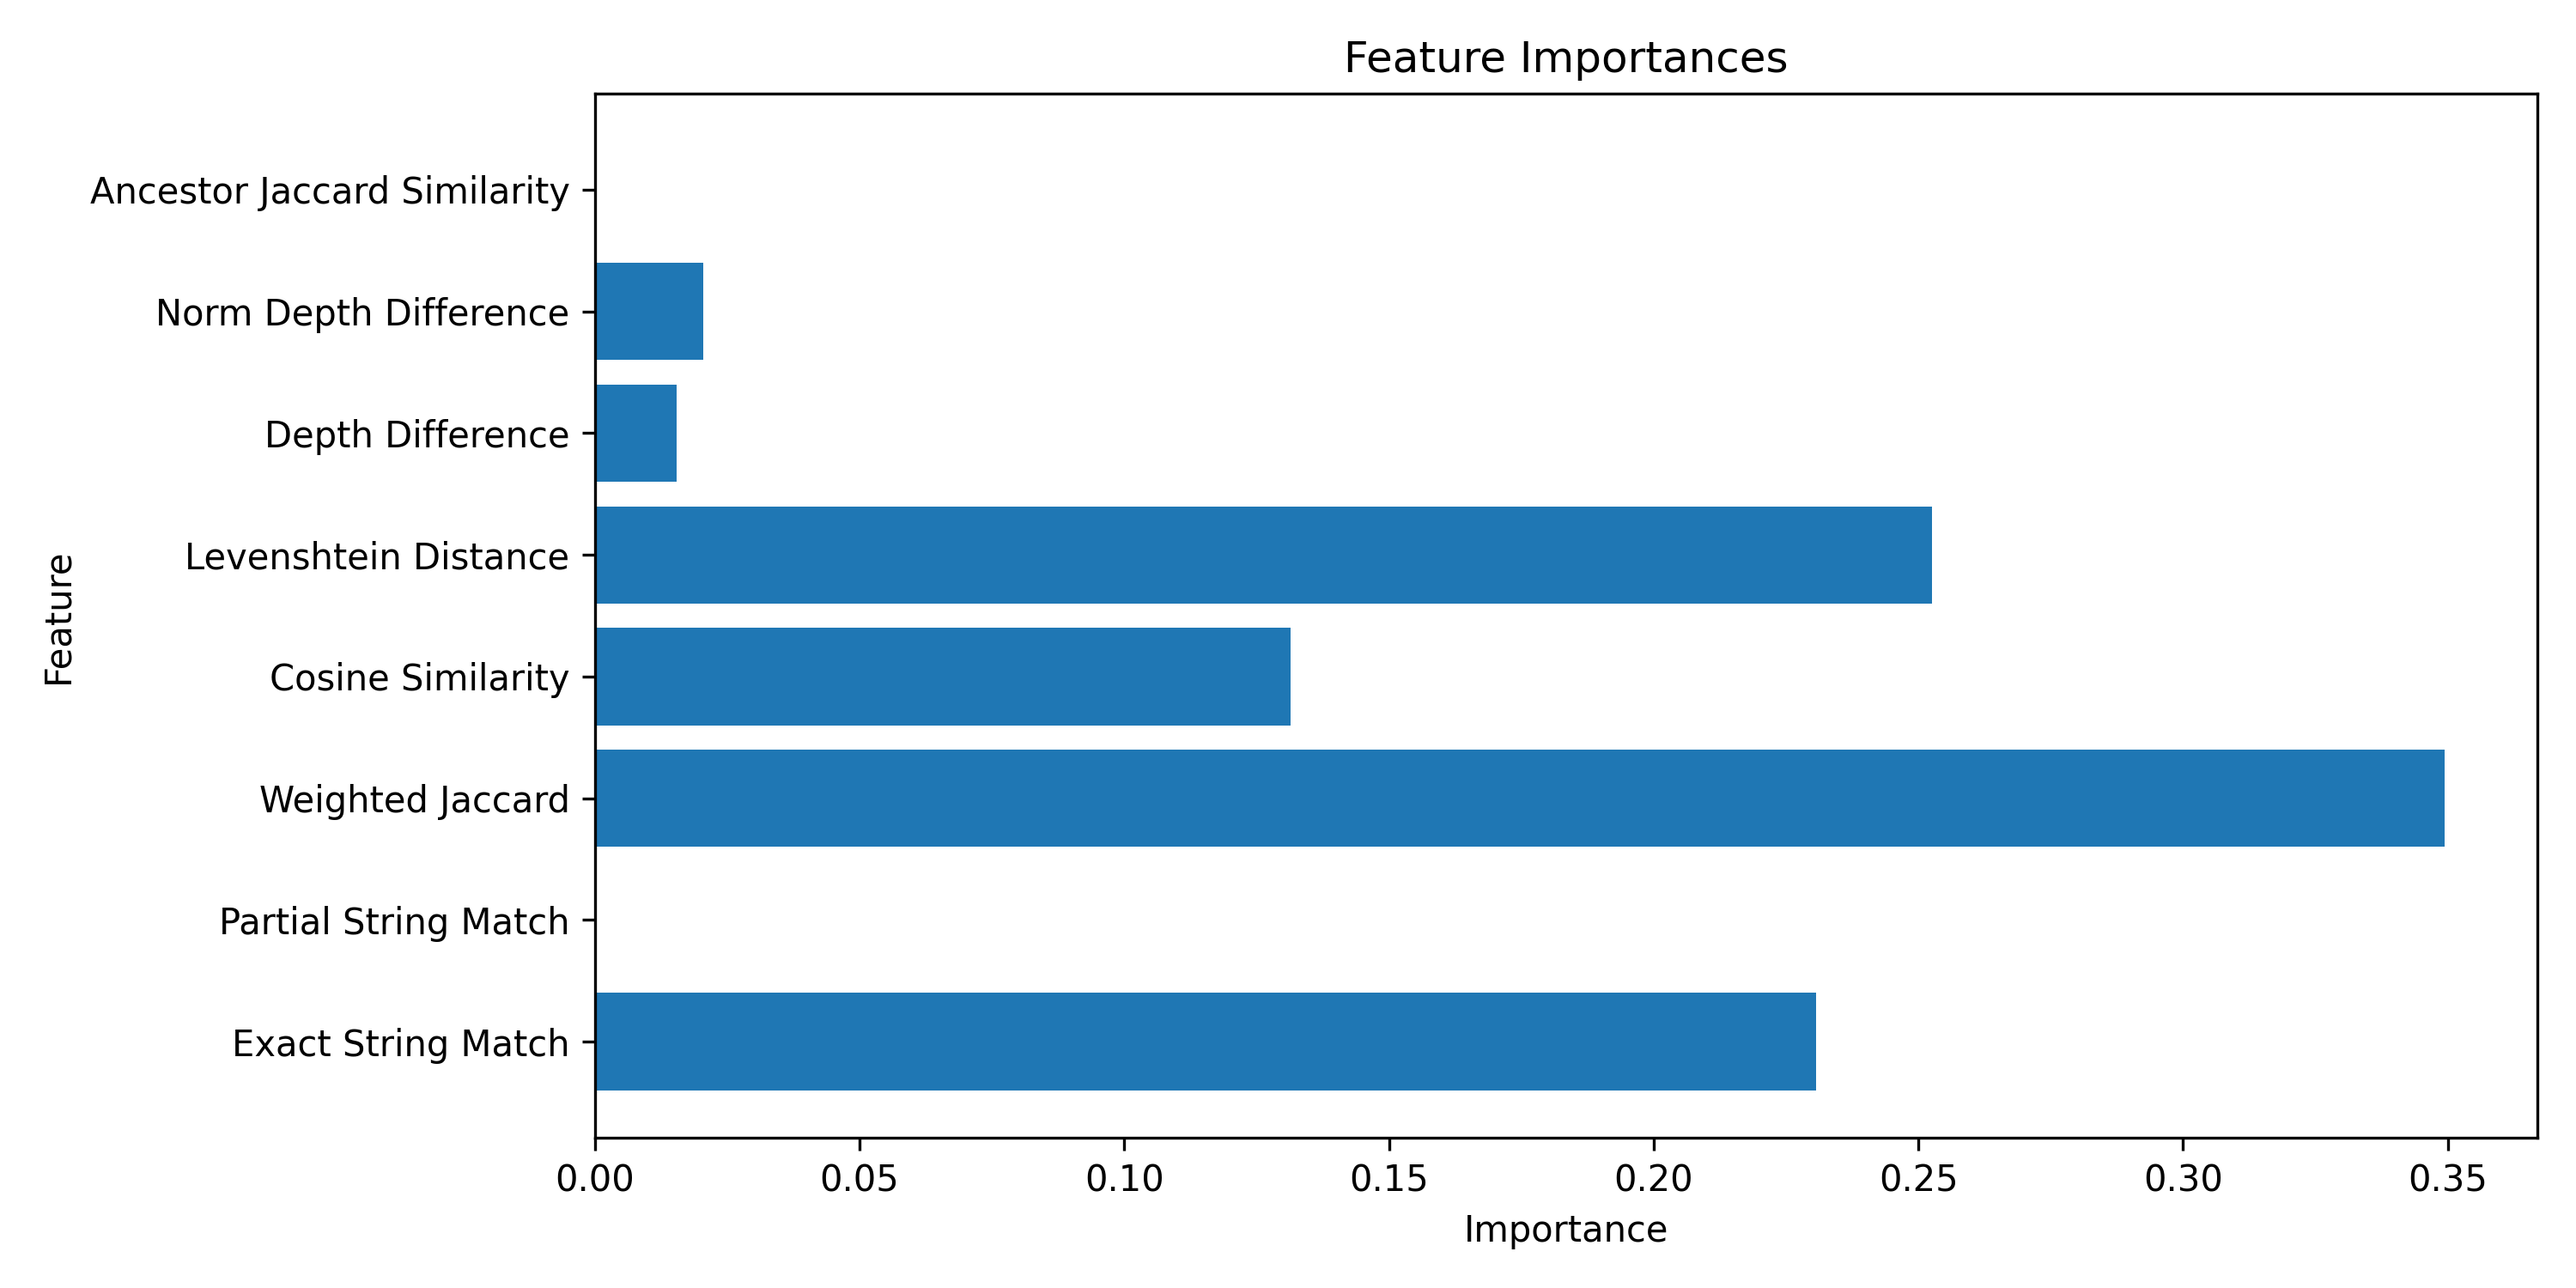 Feature Importances
Ancestor Jaccard Similarity
Norm Depth Difference
Depth Difference
Levenshtein Distance
Cosine Similarity
Weighted Jaccard
Partial String Match
Exact String Match
Feature
0.00 0.05 0.10 0.15 0.20 0.25 0.30 0.35
Importance